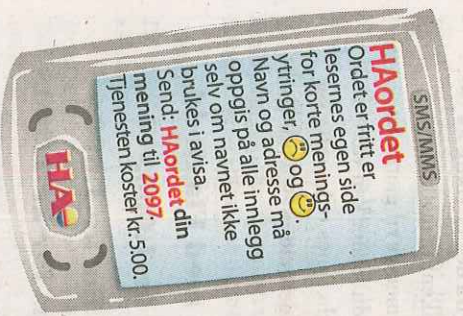 SMS/MMS
HAordet
Ordet er fritt er
lesernes egen side
for korte menings-
ytringer, og .
Navn og adresse må
oppgis på alle innlegg
selv om navnet ikke
brukes i avisa.
Send: HAordet din
mening til 2097.
Tjenesten koster kr. 5.00.
HA